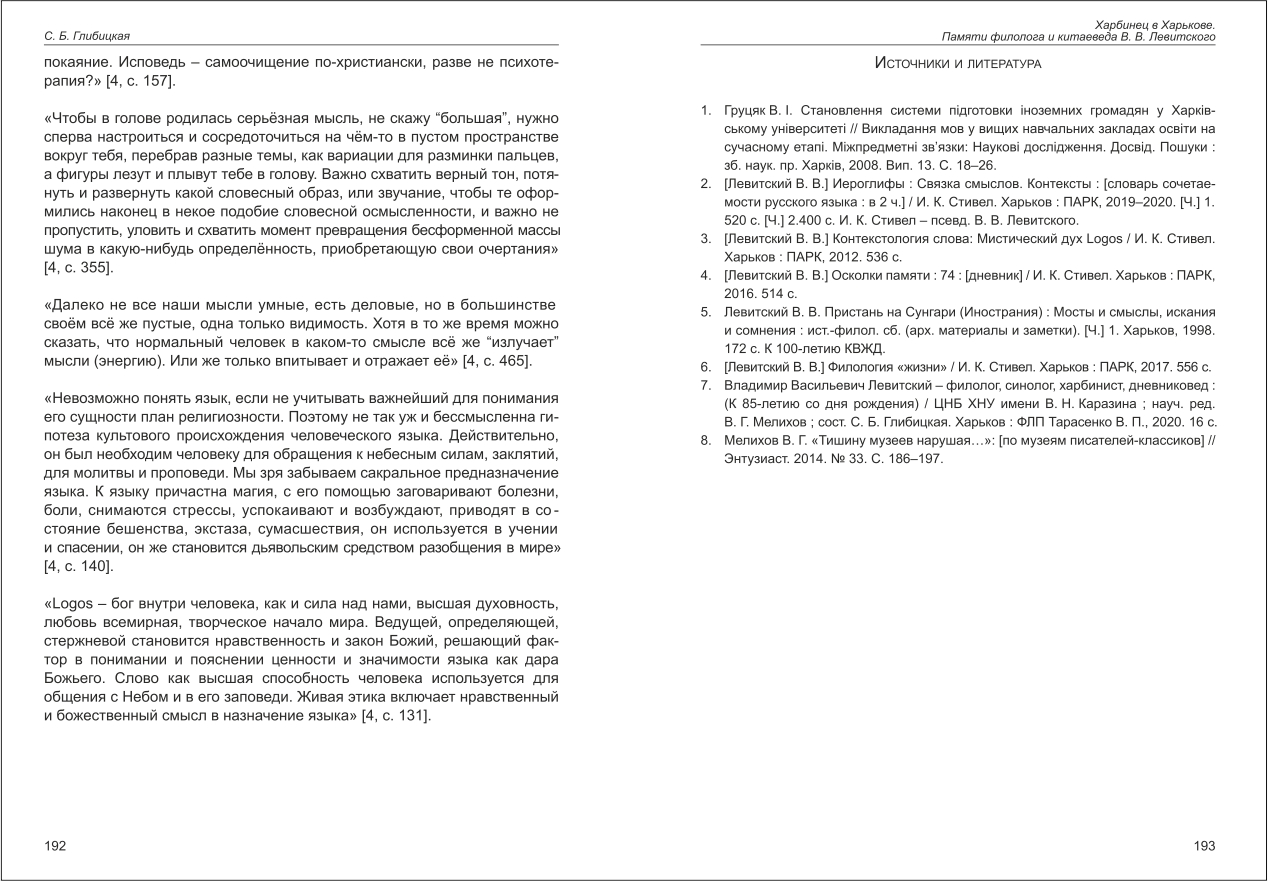 С. Б. Глибицкая
покаяние. Исповедь – самоочищение по-христиански, разве не психоте-
рапия?» [4, с. 157].
«Чтобы в голове родилась серьёзная мысль, не скажу “большая”, нужно
сперва настроиться и сосредоточиться на чём-то в пустом пространстве
вокруг тебя, перебрав разные темы, как вариации для разминки пальцев,
а фигуры лезут и плывут тебе в голову. Важно схватить верный тон, потя-
нуть и развернуть какой словесный образ, или звучание, чтобы те офор-
мились наконец в некое подобие словесной осмысленности, и важно не
пропустить, уловить и схватить момент превращения бесформенной массы
шума в какую-нибудь определённость, приобретающую свои очертания»
[4, с. 355].
«Далеко не все наши мысли умные, есть деловые, но в большинстве
своём всё же пустые, одна только видимость. Хотя в то же время можно
сказать, что нормальный человек в каком-то смысле всё же “излучает”
мысли (энергию). Или же только впитывает и отражает её» [4, с. 465].
«Невозможно понять язык, если не учитывать важнейший для понимания
его сущности план религиозности. Поэтому не так уж и бессмысленна ги-
потеза культового происхождения человеческого языка. Действительно,
он был необходим человеку для обращения к небесным силам, заклятий,
для молитвы и проповеди. Мы зря забываем сакральное предназначение
языка. К языку причастна магия, с его помощью заговаривают болезни,
боли, снимаются стрессы, успокаивают и возбуждают, приводят в со-
стояние бешенства, экстаза, сумасшествия, он используется в учении
и спасении, он же становится дьявольским средством разобщения в мире»
[4, с. 140].
«Logos – бог внутри человека, как и сила над нами, высшая духовность,
любовь всемирная, творческое начало мира. Ведущей, определяющей,
стержневой становится нравственность и закон Божий, решающий фак-
тор в понимании и пояснении ценности и значимости языка как дара
Божьего. Слово как высшая способность человека используется для
общения с Небом и в его заповеди. Живая этика включает нравственный
и божественный смысл в назначение языка» [4, с. 131].
192
Харбинец в Харькове.
Памяти филолога и китаеведа В. В. Левитского
Источники и литература
1. Груцяк В. І. Становлення системи підготовки іноземних громадян у Харків-
ському університеті // Викладання мов у вищих навчальних закладах освіти на
сучасному етапі. Міжпредметні зв’язки: Наукові дослідження. Досвід. Пошуки :
зб. наук. пр. Харків, 2008. Вип. 13. С. 18–26.
2. [Левитский В. В.] Иероглифы : Связка смыслов. Контексты : [словарь сочетае-
мости русского языка : в 2 ч.] / И. К. Стивел. Харьков : ПАРК, 2019–2020. [Ч.] 1.
520 с. [Ч.] 2.400 с. И. К. Стивел – псевд. В. В. Левитского.
3. [Левитский В. В.] Контекстология слова: Мистический дух Logos / И. К. Стивел.
Харьков : ПАРК, 2012. 536 с.
4. [Левитский В. В.] Осколки памяти : 74 : [дневник] / И. К. Стивел. Харьков : ПАРК,
2016. 514 с.
5. Левитский В. В. Пристань на Сунгари (Инострания) : Мосты и смыслы, искания
и сомнения : ист.-филол. сб. (арх. материалы и заметки). [Ч.] 1. Харьков, 1998.
172 с. К 100-летию КВЖД.
6. [Левитский В. В.] Филология «жизни» / И. К. Стивел. Харьков : ПАРК, 2017. 556 с.
7. Владимир Васильевич Левитский – филолог, синолог, харбинист, дневниковед :
(К 85-летию со дня рождения) / ЦНБ ХНУ имени В. Н. Каразина ; науч. ред.
В. Г. Мелихов ; сост. С. Б. Глибицкая. Харьков : ФЛП Тарасенко В. П., 2020. 16 с.
8. Мелихов В. Г. «Тишину музеев нарушая…»: [по музеям писателей-классиков] //
Энтузиаст. 2014. № 33. С. 186–197.
193